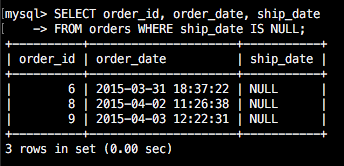 mysql> SELECT order_id, order_date, ship_date
    -> FROM orders WHERE ship_date IS NULL;
+----------+---------------------+-----------+
| order_id | order_date          | ship_date |
+----------+---------------------+-----------+
|        6 | 2015-03-31 18:37:22 | NULL      |
|        8 | 2015-04-02 11:26:38 | NULL      |
|        9 | 2015-04-03 12:22:31 | NULL      |
+----------+---------------------+-----------+
3 rows in set (0.00 sec)